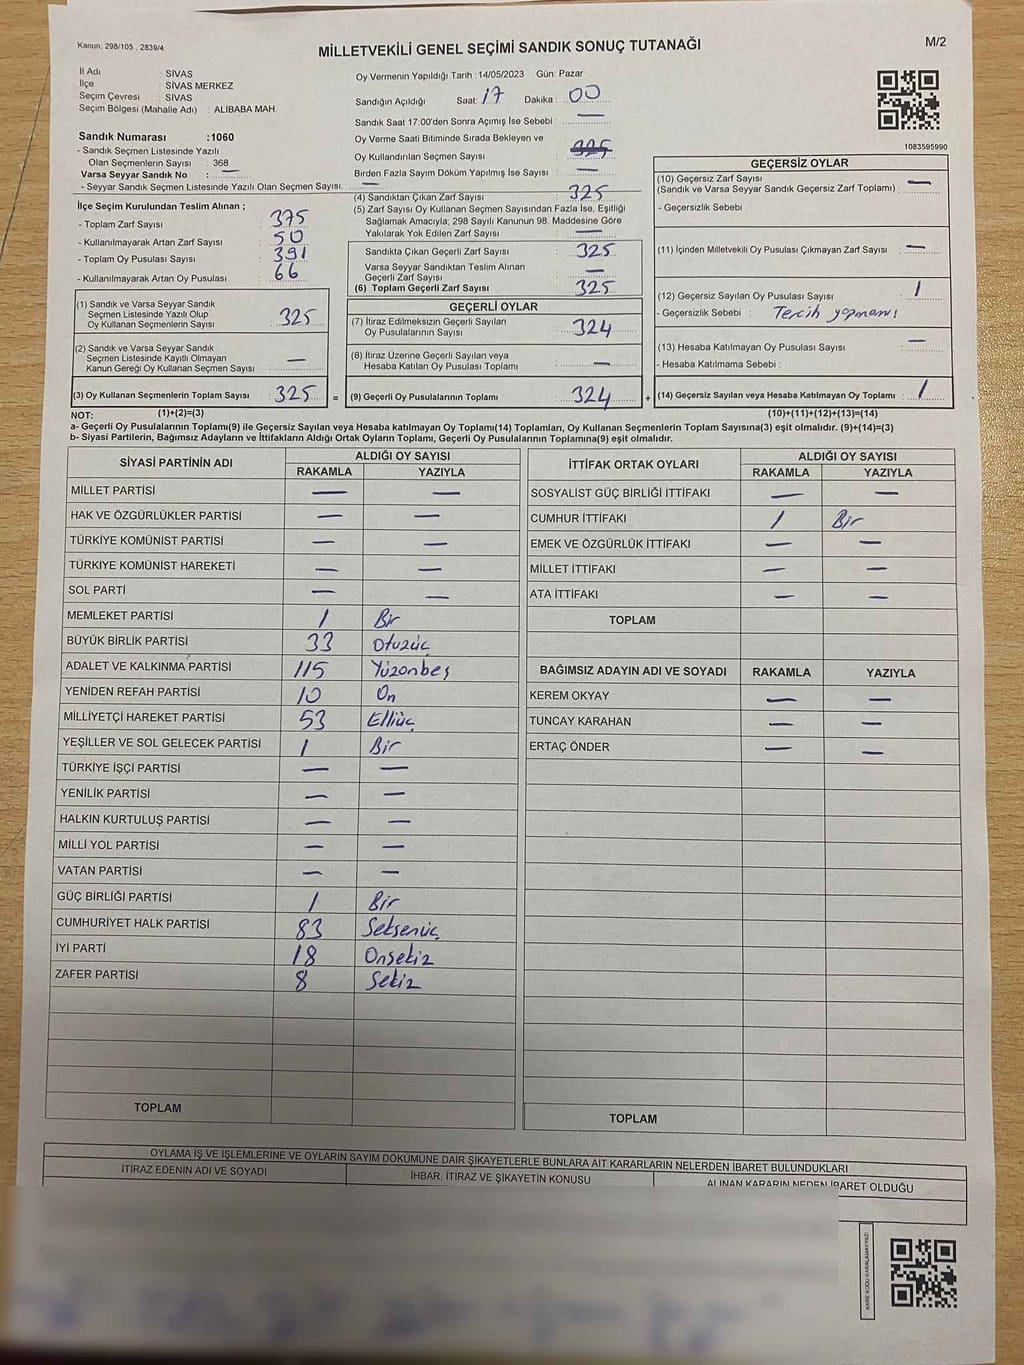 Kanun: 298/105 , 2839/4
MİLLETVEKİLİ GENEL SEÇİMİ SANDIK SONUÇ TUTANAĞI
M/2
İl Adı : SİVAS
İlçe : SİVAS MERKEZ
Seçim Çevresi : SİVAS
Seçim Bölgesi (Mahalle Adı) : ALİBABA MAH.
Sandık Numarası :1060
- Sandık Seçmen Listesinde Yazılı
Olan Seçmenlerin Sayısı : 368
Varsa Seyyar Sandık No : —
- Seyyar Sandık Seçmen Listesinde Yazılı Olan Seçmen Sayısı: —
İlçe Seçim Kurulundan Teslim Alınan ;
- Toplam Zarf Sayısı : 375
- Kullanılmayarak Artan Zarf Sayısı : 50
- Toplam Oy Pusulası Sayısı : 391
- Kullanılmayarak Artan Oy Pusulası : 66
(1) Sandık ve Varsa Seyyar Sandık
Seçmen Listesinde Yazılı Olup
Oy Kullanan Seçmenlerin Sayısı : 325
(2) Sandık ve Varsa Seyyar Sandık
Seçmen Listesinde Kayıtlı Olmayan
Kanun Gereği Oy Kullanan Seçmen Sayısı : —
(3) Oy Kullanan Seçmenlerin Toplam Sayısı : 325 =
Oy Vermenin Yapıldığı Tarih :14/05/2023 Gün: Pazar
Sandığın Açıldığı Saat: 17 Dakika : 00
Sandık Saat 17:00'den Sonra Açımış İse Sebebi : —
Oy Verme Saati Bitiminde Sırada Bekleyen ve
Oy Kullandırılan Seçmen Sayısı : 325
Birden Fazla Sayım Döküm Yapılmış İse Sayısı : —
(4) Sandıktan Çıkan Zarf Sayısı : 325
(5) Zarf Sayısı Oy Kullanan Seçmen Sayısından Fazla İse, Eşitliği
Sağlamak Amacıyla; 298 Sayılı Kanunun 98. Maddesine Göre
Yakılarak Yok Edilen Zarf Sayısı : —
Sandıkta Çıkan Geçerli Zarf Sayısı : 325
Varsa Seyyar Sandıktan Teslim Alınan
Geçerli Zarf Sayısı : —
(6) Toplam Geçerli Zarf Sayısı : 325
GEÇERLİ OYLAR
(7) İtiraz Edilmeksizin Geçerli Sayılan
Oy Pusulalarının Sayısı : 324
(8) İtiraz Üzerine Geçerli Sayılan veya
Hesaba Katılan Oy Pusulası Toplamı : —
(9) Geçerli Oy Pusulalarının Toplamı : 324 +
1083595990
GEÇERSİZ OYLAR
(10) Geçersiz Zarf Sayısı
(Sandık ve Varsa Seyyar Sandık Geçersiz Zarf Toplamı) : —
- Geçersizlik Sebebi :
(11) İçinden Milletvekili Oy Pusulası Çıkmayan Zarf Sayısı : —
(12) Geçersiz Sayılan Oy Pusulası Sayısı : 1
- Geçersizlik Sebebi : Tercih yapmamış
(13) Hesaba Katılmayan Oy Pusulası Sayısı : —
- Hesaba Katılmama Sebebi :
(14) Geçersiz Sayılan veya Hesaba Katılmayan Oy Toplamı : 1
NOT: (1)+(2)=(3) (10)+(11)+(12)+(13)=(14)
a- Geçerli Oy Pusulalarının Toplamı(9) ile Geçersiz Sayılan veya Hesaba katılmayan Oy Toplamı(14) Toplamları, Oy Kullanan Seçmenlerin Toplam Sayısına(3) eşit olmalıdır. (9)+(14)=(3)
b- Siyasi Partilerin, Bağımsız Adayların ve İttifakların Aldığı Ortak Oyların Toplamı, Geçerli Oy Pusulalarının Toplamına(9) eşit olmalıdır.
SİYASİ PARTİNİN ADI ALDIĞI OY SAYISI
RAKAMLA YAZIYLA
MİLLET PARTİSİ — —
HAK VE ÖZGÜRLÜKLER PARTİSİ — —
TÜRKİYE KOMÜNİST PARTİSİ — —
TÜRKİYE KOMÜNİST HAREKETİ — —
SOL PARTİ — —
MEMLEKET PARTİSİ 1 Bir
BÜYÜK BİRLİK PARTİSİ 33 Otuzüç
ADALET VE KALKINMA PARTİSİ 115 Yüzonbeş
YENİDEN REFAH PARTİSİ 10 On
MİLLİYETÇİ HAREKET PARTİSİ 53 Elliüç
YEŞİLLER VE SOL GELECEK PARTİSİ 1 Bir
TÜRKİYE İŞÇİ PARTİSİ — —
YENİLİK PARTİSİ — —
HALKIN KURTULUŞ PARTİSİ — —
MİLLİ YOL PARTİSİ — —
VATAN PARTİSİ — —
GÜÇ BİRLİĞİ PARTİSİ 1 Bir
CUMHURİYET HALK PARTİSİ 83 Seksenüç
İYİ PARTİ 18 Onsekiz
ZAFER PARTİSİ 8 Sekiz
TOPLAM
İTTİFAK ORTAK OYLARI ALDIĞI OY SAYISI
RAKAMLA YAZIYLA
SOSYALİST GÜÇ BİRLİĞİ İTTİFAKI — —
CUMHUR İTTİFAKI 1 Bir
EMEK VE ÖZGÜRLÜK İTTİFAKI — —
MİLLET İTTİFAKI — —
ATA İTTİFAKI — —
TOPLAM
BAĞIMSIZ ADAYIN ADI VE SOYADI RAKAMLA YAZIYLA
KEREM OKYAY — —
TUNCAY KARAHAN — —
ERTAÇ ÖNDER — —
TOPLAM
OYLAMA İŞ VE İŞLEMLERİNE VE OYLARIN SAYIM DÖKÜMÜNE DAİR ŞİKAYETLERLE BUNLARA AİT KARARLARIN NELERDEN İBARET BULUNDUKLARI
İTİRAZ EDENİN ADI VE SOYADI İHBAR, İTİRAZ VE ŞİKAYETİN KONUSU ALINAN KARARIN NEDEN İBARET OLDUĞU
KARE KODU KARALAMAYINIZ!